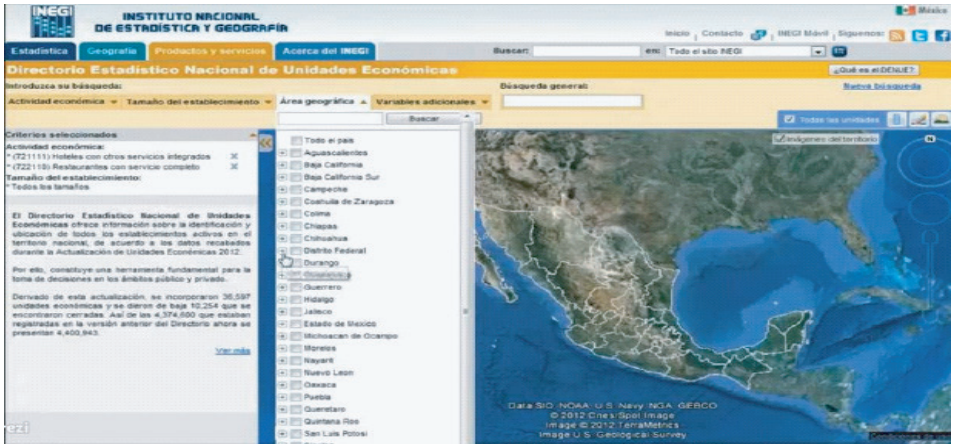 INEGI
INSTITUTO NACIONAL
DE ESTADÍSTICA Y GEOGRAFÍA
México
Inicio Contacto INEGI Móvil Síguenos:
Estadística Geografía Productos y servicios Acerca del INEGI Buscar: en: Todo el sitio INEGI
Directorio Estadístico Nacional de Unidades Económicas
¿Qué es el DENUE?
Introduzca su búsqueda: Búsqueda general: Nueva búsqueda
Actividad económica Tamaño del establecimiento Área geográfica Variables adicionales
Buscar
Todas las unidades
Imágenes del territorio
Criterios seleccionados
Actividad económica:
* (721111) Hoteles con otros servicios integrados X
* (722110) Restaurantes con servicio completo X
Tamaño del establecimiento:
* Todos los tamaños
El Directorio Estadístico Nacional de Unidades
Económicas ofrece información sobre la identificación y
ubicación de todos los establecimientos activos en el
territorio nacional, de acuerdo a los datos recabados
durante la Actualización de Unidades Económicas 2012.
Por ello, constituye una herramienta fundamental para la
toma de decisiones en los ámbitos público y privado.
Derivado de esta actualización, se incorporaron 36,597
unidades económicas y se dieron de baja 10,254 que se
encontraron cerradas. Así de las 4,374,600 que estaban
registradas en la versión anterior del Directorio ahora se
presentan 4,400,943.
Ver más
Todo el país
Aguascalientes
Baja California
Baja California Sur
Campeche
Coahuila de Zaragoza
Colima
Chiapas
Chihuahua
Distrito Federal
Durango
Guanajuato
Guerrero
Hidalgo
Jalisco
Estado de México
Michoacan de Ocampo
Morelos
Nayarit
Nuevo Leon
Oaxaca
Puebla
Queretaro
Quintana Roo
San Luis Potosi
Data SIO, NOAA, U.S. Navy, NGA, GEBCO
© 2012 Cnes/Spot Image
Image © 2012 TerraMetrics
Image U.S. Geological Survey